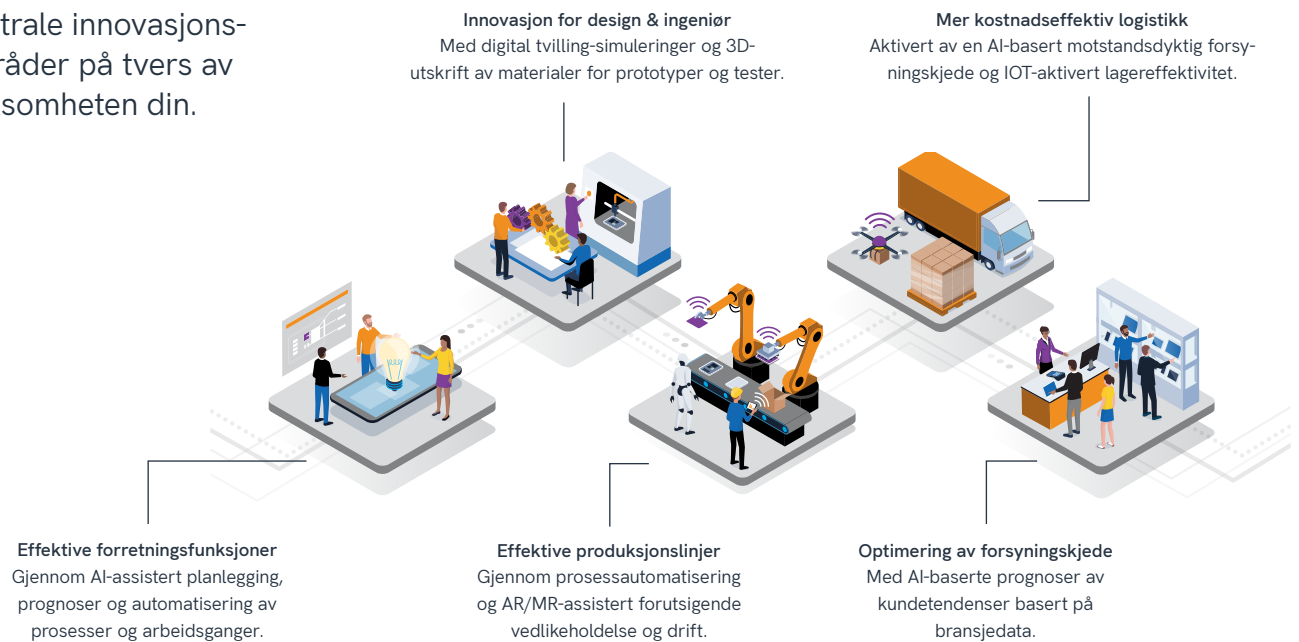 trale innovasjons-
råder på tvers av
somheten din.
Innovasjon for design & ingeniør
Med digital tvilling-simuleringer og 3D-
utskrift av materialer for prototyper og tester.
Mer kostnadseffektiv logistikk
Aktivert av en AI-basert motstandsdyktig forsy-
ningskjede og IOT-aktivert lagereffektivitet.
Effektive forretningsfunksjoner
Gjennom AI-assistert planlegging,
prognoser og automatisering av
prosesser og arbeidsganger.
Effektive produksjonslinjer
Gjennom prosessautomatisering
og AR/MR-assistert forutsigende
vedlikeholdelse og drift.
Optimering av forsyningskjede
Med AI-baserte prognoser av
kundetendenser basert på
bransjedata.